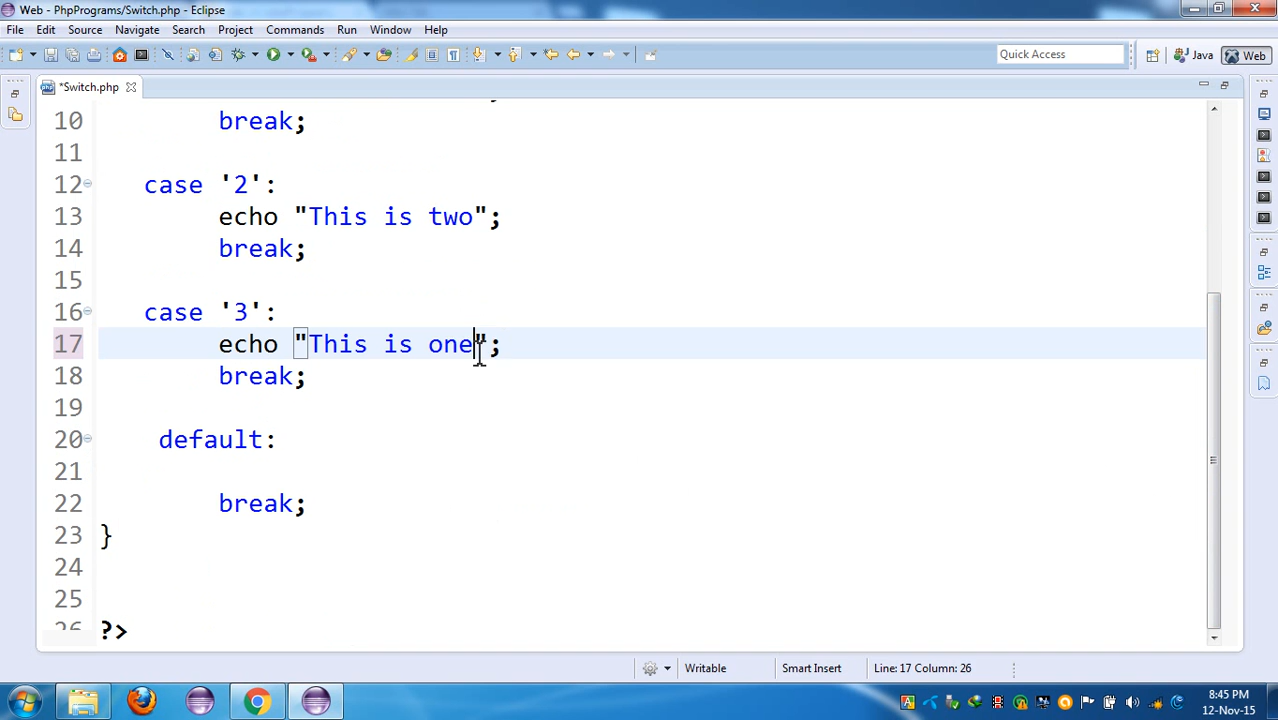 Web - PhpPrograms/Switch.php - Eclipse
File Edit Source Navigate Search Project Commands Run Window Help
Quick Access Java Web
*Switch.php
10 break;
11
12 case '2':
13 echo "This is two";
14 break;
15
16 case '3':
17 echo "This is one";
18 break;
19
20 default:
21
22 break;
23 }
24
25
26 ?>
Writable Smart Insert Line: 17 Column: 26
8:45 PM
12-Nov-15